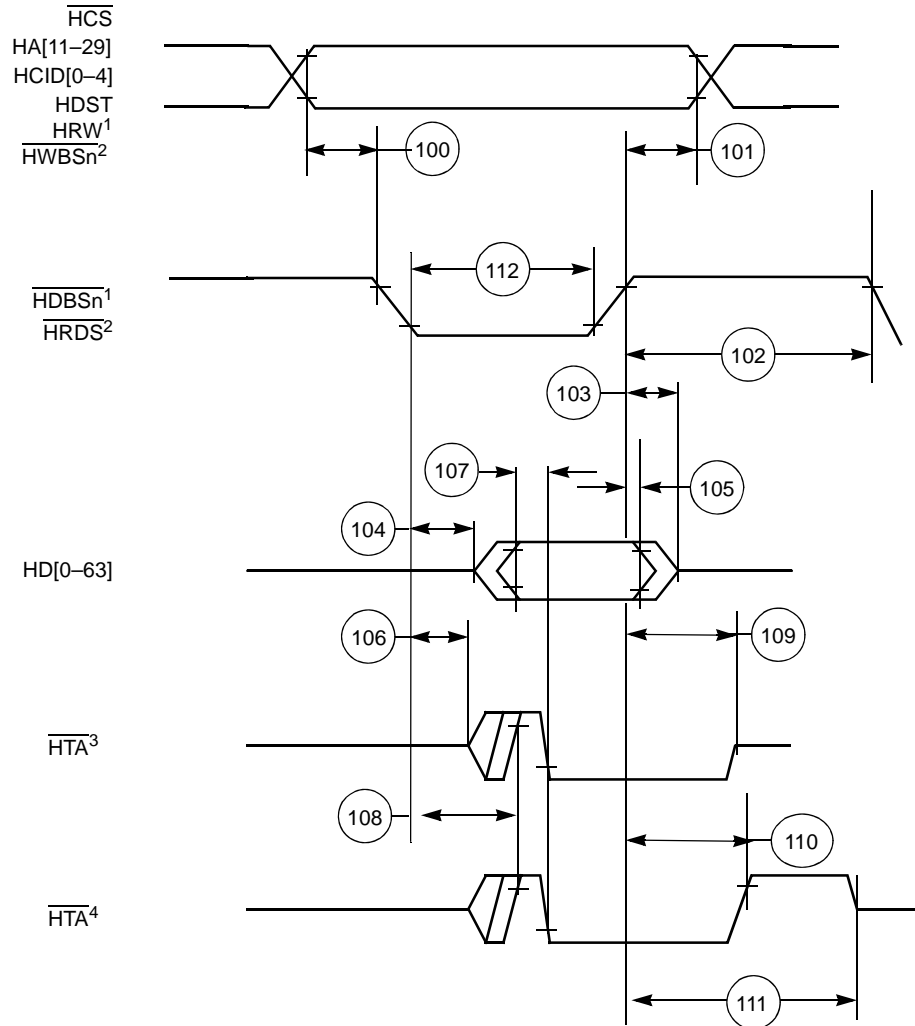 HCS
HA[11–29]
HCID[0–4]
HDST
HRW1
HWBSn2
100
101
112
HDBSn1
HRDS2
102
103
107
105
104
HD[0–63]
106
109
HTA3
108
110
HTA4
111